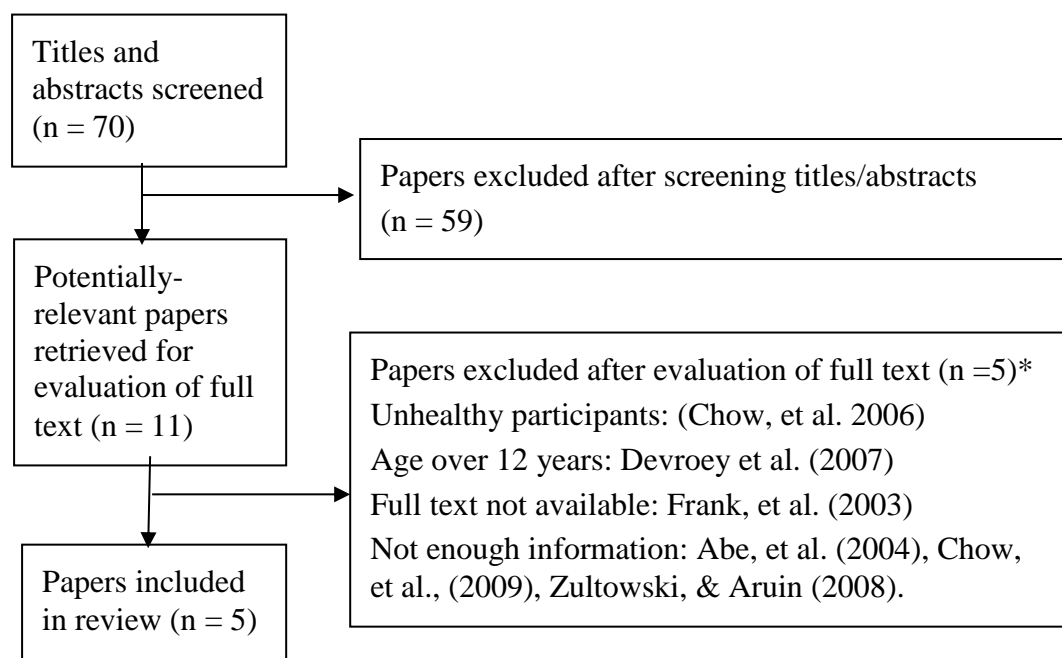 Titles and
abstracts screened
(n = 70)
Papers excluded after screening titles/abstracts
(n = 59)
Potentially-
relevant papers
retrieved for
evaluation of full
text (n = 11)
Papers excluded after evaluation of full text (n =5)*
Unhealthy participants: (Chow, et al. 2006)
Age over 12 years: Devroey et al. (2007)
Full text not available: Frank, et al. (2003)
Not enough information: Abe, et al. (2004), Chow,
et al., (2009), Zultowski, & Aruin (2008).
Papers included
in review (n = 5)